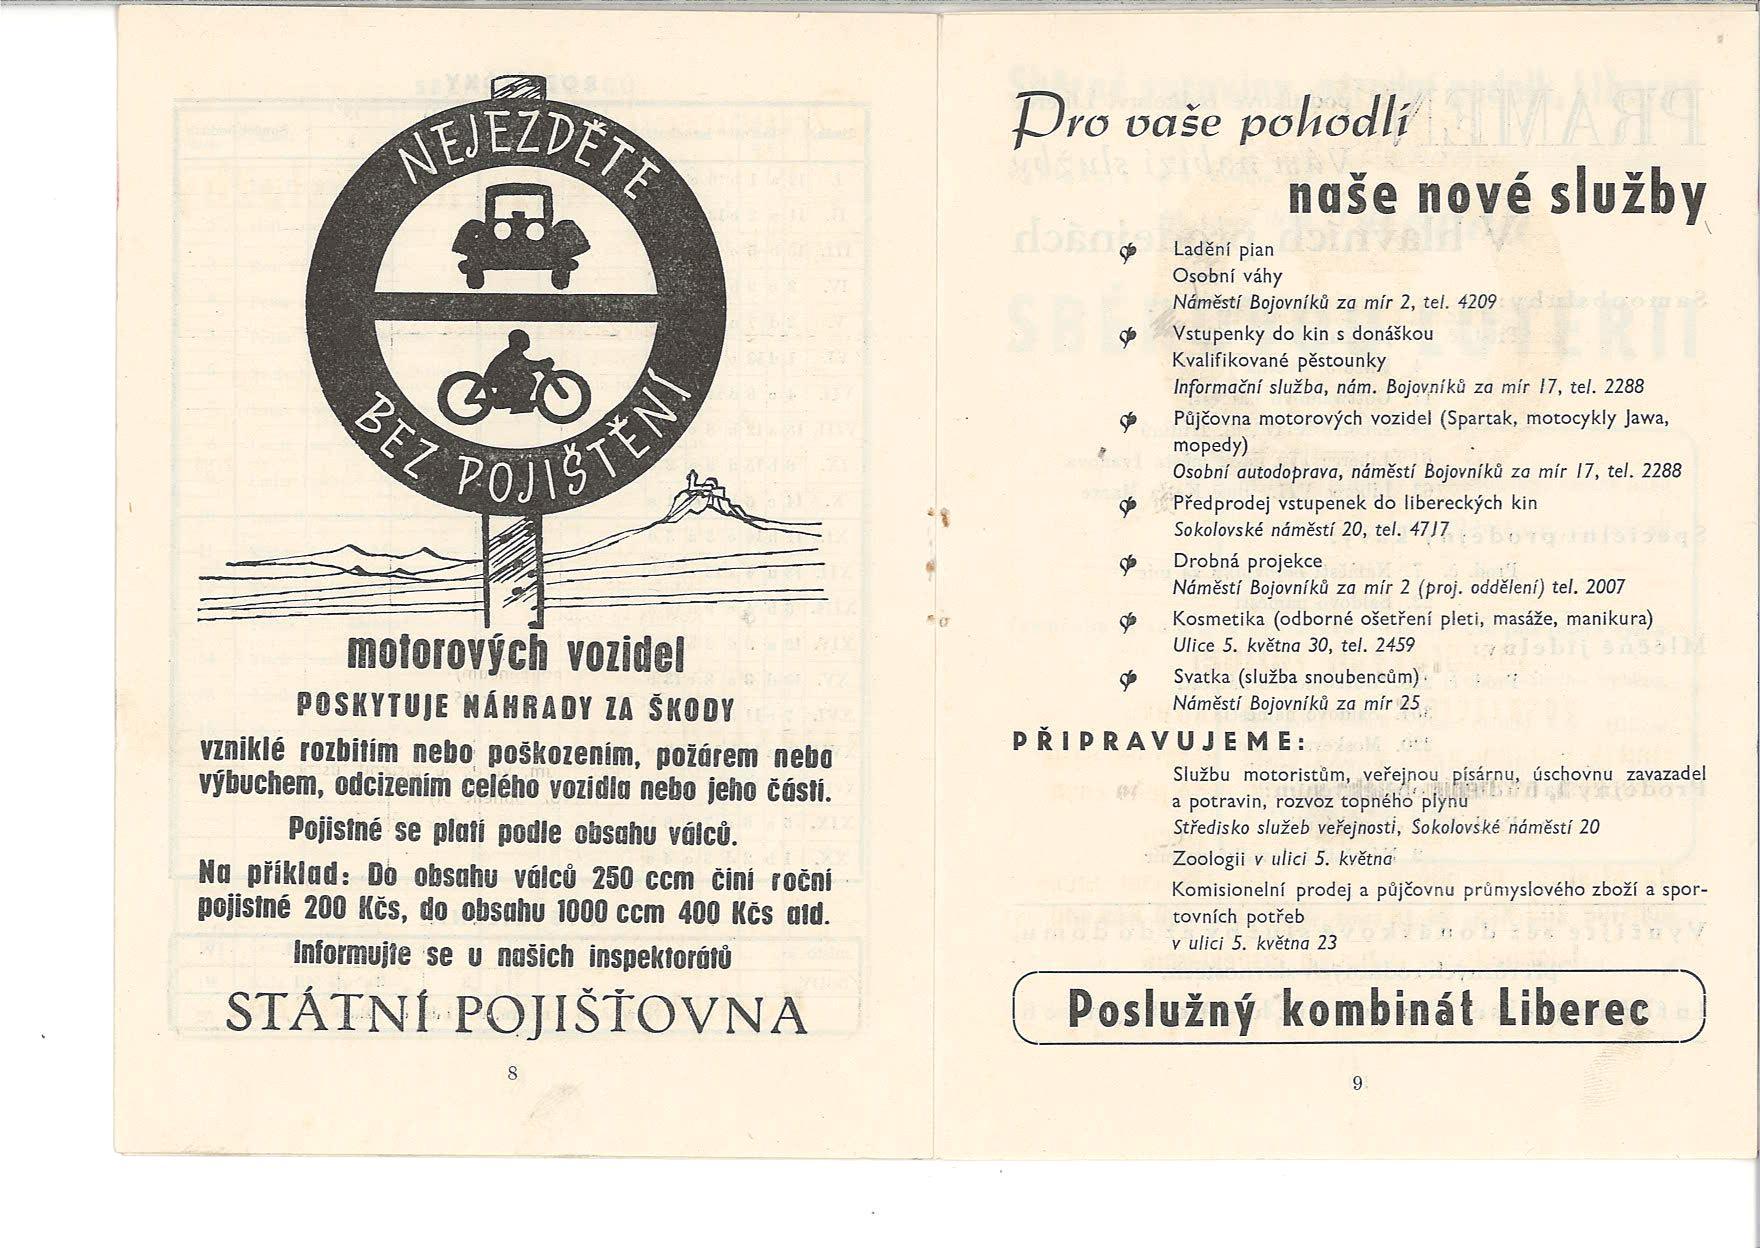 NEJEZDĚTE
BEZ POJIŠTĚNÍ
motorových vozidel
POSKYTUJE NÁHRADY ZA ŠKODY
vzniklé rozbitím nebo poškozením, požárem nebo
výbuchem, odcizením celého vozidla nebo jeho částí.
Pojistné se platí podle obsahu válců.
Na příklad: Do obsahu válců 250 ccm činí roční
pojistné 200 Kčs, do obsahu 1000 ccm 400 Kčs atd.
Informujte se u našich inspektorátů
STÁTNÍ POJIŠŤOVNA
8
Pro vaše pohodlí
naše nové služby
Ladění pian
Osobní váhy
Náměstí Bojovníků za mír 2, tel. 4209
Vstupenky do kin s donáškou
Kvalifikované pěstounky
Informační služba, nám. Bojovníků za mír 17, tel. 2288
Půjčovna motorových vozidel (Spartak, motocykly Jawa,
mopedy)
Osobní autodoprava, náměstí Bojovníků za mír 17, tel. 2288
Předprodej vstupenek do libereckých kin
Sokolovské náměstí 20, tel. 4717
Drobná projekce
Náměstí Bojovníků za mír 2 (proj. oddělení) tel. 2007
Kosmetika (odborné ošetření pleti, masáže, manikura)
Ulice 5. května 30, tel. 2459
Svatka (služba snoubencům)
Náměstí Bojovníků za mír 25
PŘIPRAVUJEME:
Službu motoristům, veřejnou písárnu, úschovnu zavazadel
a potravin, rozvoz topného plynu
Středisko služeb veřejnosti, Sokolovské náměstí 20
Zoologii v ulici 5. května
Komisionelní prodej a půjčovnu průmyslového zboží a spor-
tovních potřeb
v ulici 5. května 23
Poslužný kombinát Liberec
9